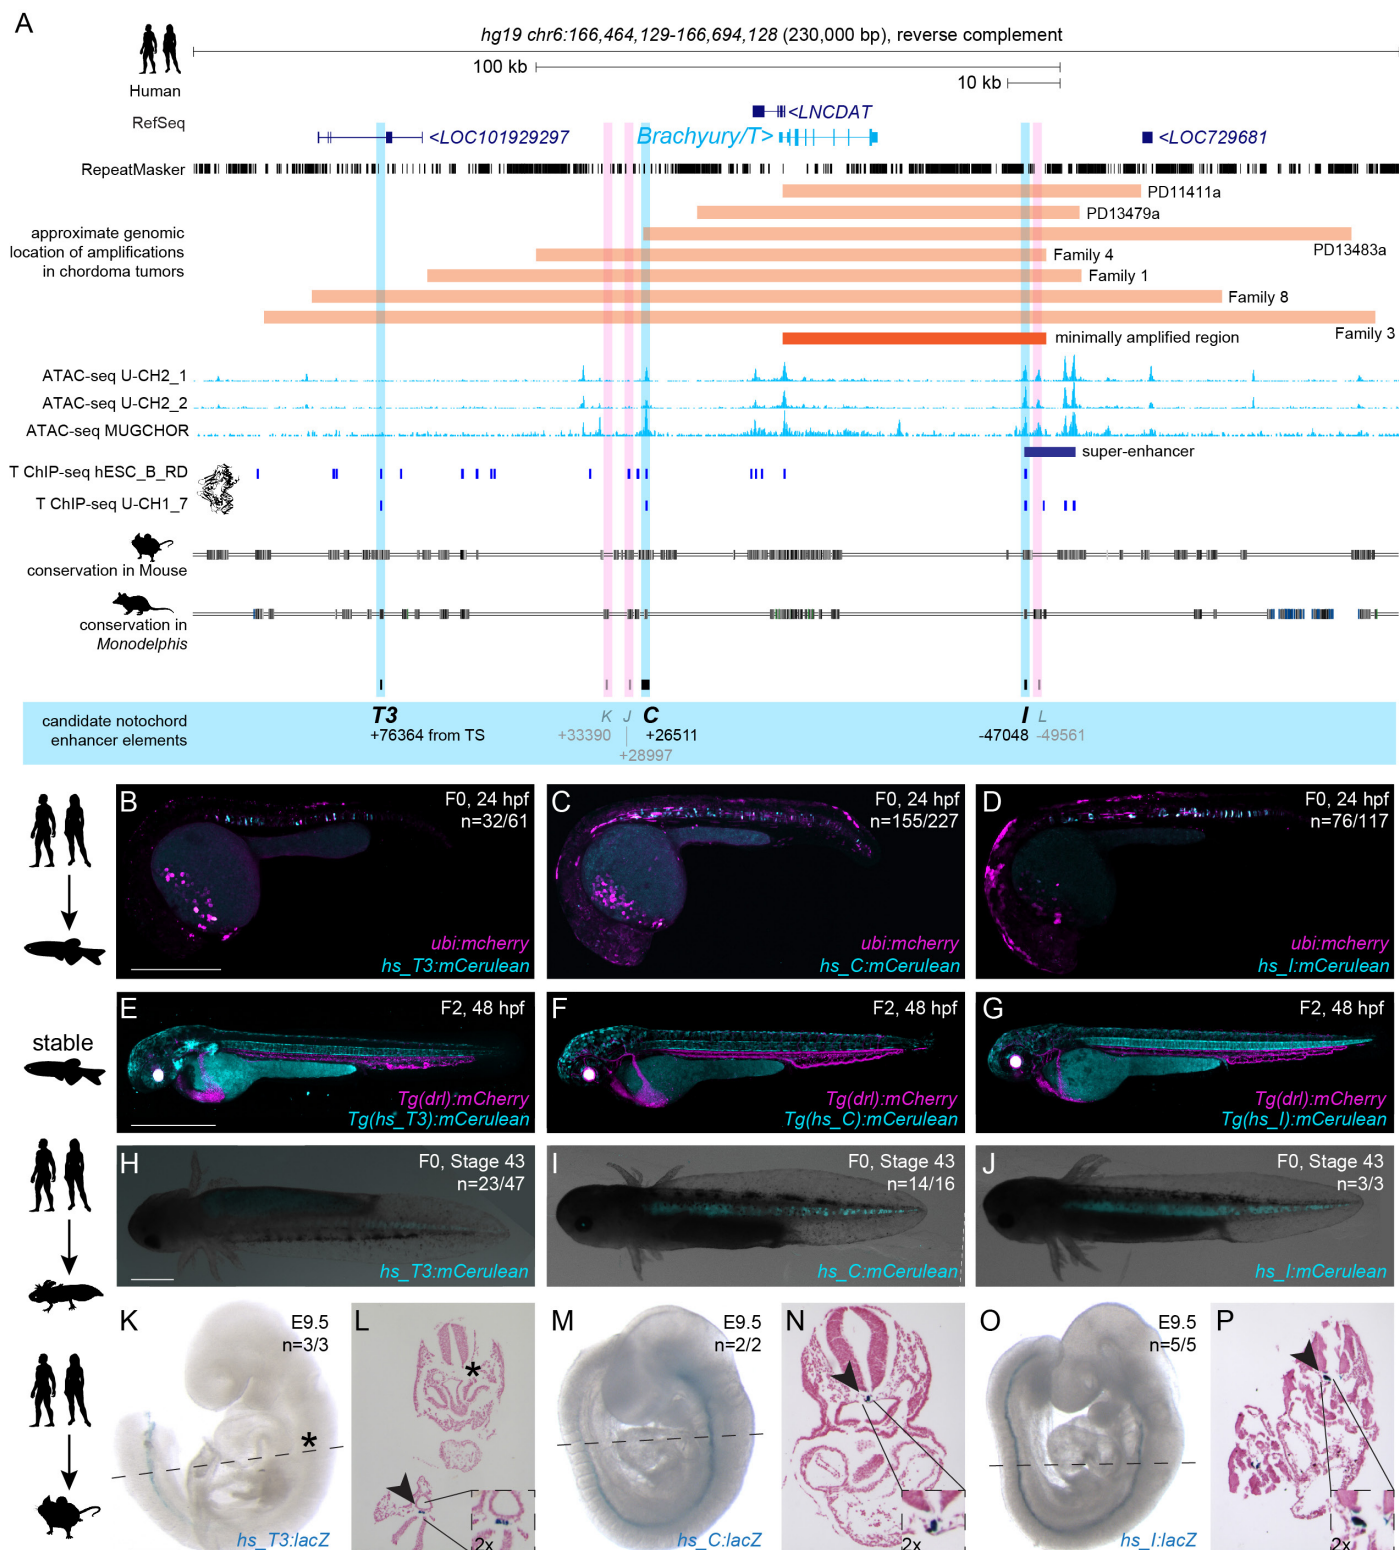 A
hg19 chr6:166,464,129-166,694,128 (230,000 bp), reverse complement
100 kb
10 kb
Human
RefSeq
<LNCDAT
<LOC101929297
Brachyury/T>
<LOC729681
RepeatMasker
approximate genomic
location of amplifications
in chordoma tumors
PD11411a
PD13479a
PD13483a
Family 4
Family 1
Family 8
Family 3
minimally amplified region
ATAC-seq U-CH2_1
ATAC-seq U-CH2_2
ATAC-seq MUGCHOR
super-enhancer
T ChIP-seq hESC_B_RD
T ChIP-seq U-CH1_7
conservation in Mouse
conservation in
Monodelphis
candidate notochord
enhancer elements
T3
K
J
C
I
L
+76364 from TS
+33390
+28997
+26511
-47048
-49561
B
F0, 24 hpf
n=32/61
ubi:mcherry
hs_T3:mCerulean
C
F0, 24 hpf
n=155/227
ubi:mcherry
hs_C:mCerulean
D
F0, 24 hpf
n=76/117
ubi:mcherry
hs_I:mCerulean
stable
E
F2, 48 hpf
Tg(drl):mCherry
Tg(hs_T3):mCerulean
F
F2, 48 hpf
Tg(drl):mCherry
Tg(hs_C):mCerulean
G
F2, 48 hpf
Tg(drl):mCherry
Tg(hs_I):mCerulean
H
F0, Stage 43
n=23/47
hs_T3:mCerulean
I
F0, Stage 43
n=14/16
hs_C:mCerulean
J
F0, Stage 43
n=3/3
hs_I:mCerulean
K
E9.5
n=3/3
*
hs_T3:lacZ
L
*
2x
M
E9.5
n=2/2
hs_C:lacZ
N
2x
O
E9.5
n=5/5
hs_I:lacZ
P
2x